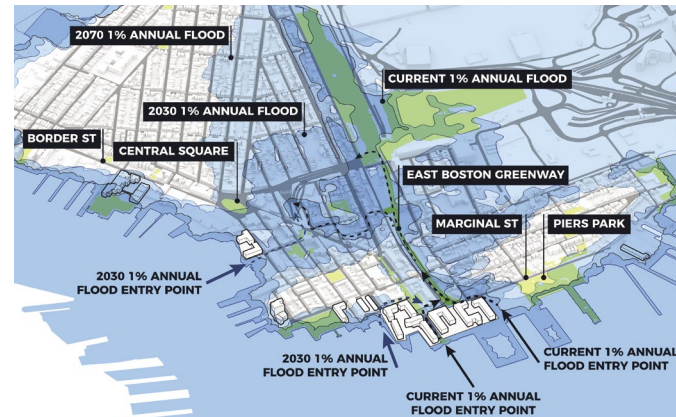 2070 1% ANNUAL FLOOD
CURRENT 1% ANNUAL FLOOD
2030 1% ANNUAL FLOOD
BORDER ST
CENTRAL SQUARE
EAST BOSTON GREENWAY
MARGINAL ST
PIERS PARK
2030 1% ANNUAL
FLOOD ENTRY POINT
2030 1% ANNUAL
FLOOD ENTRY POINT
CURRENT 1% ANNUAL
FLOOD ENTRY POINT
CURRENT 1% ANNUAL
FLOOD ENTRY POINT